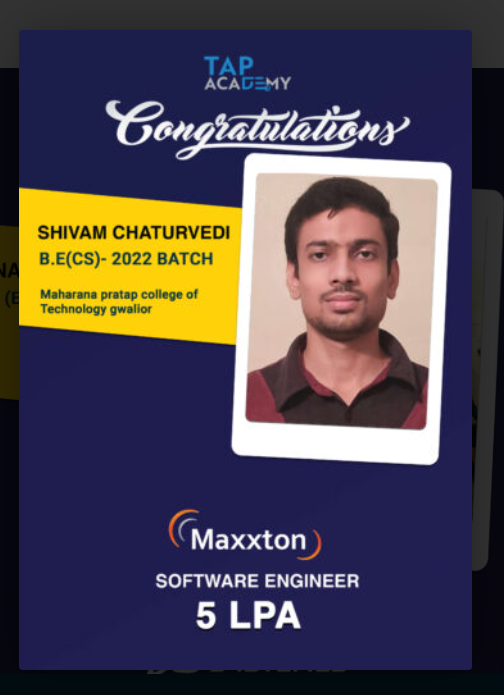 TAP
ACADEMY
Congratulations
SHIVAM CHATURVEDI
B.E(CS)- 2022 BATCH
Maharana pratap college of
Technology gwalior
Maxxton
SOFTWARE ENGINEER
5 LPA